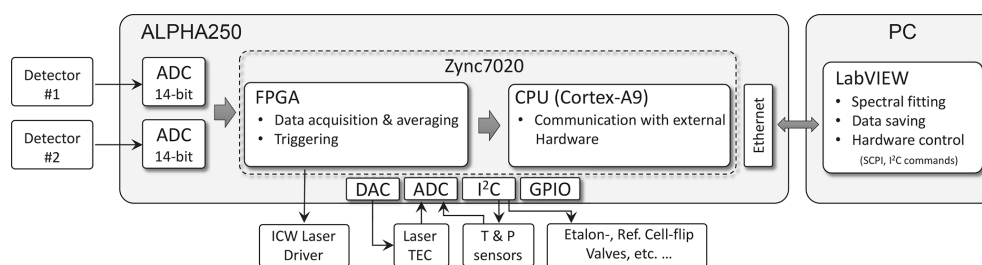 ALPHA250
PC
Detector
#1
ADC
14-bit
Zync7020
FPGA
• Data acquisition & averaging
• Triggering
CPU (Cortex-A9)
• Communication with external
Hardware
Ethernet
LabVIEW
• Spectral fitting
• Data saving
• Hardware control
(SCPI, I²C commands)
Detector
#2
ADC
14-bit
DAC
ADC
I²C
GPIO
ICW Laser
Driver
Laser
TEC
T & P
sensors
Etalon-, Ref. Cell-flip
Valves, etc. ...